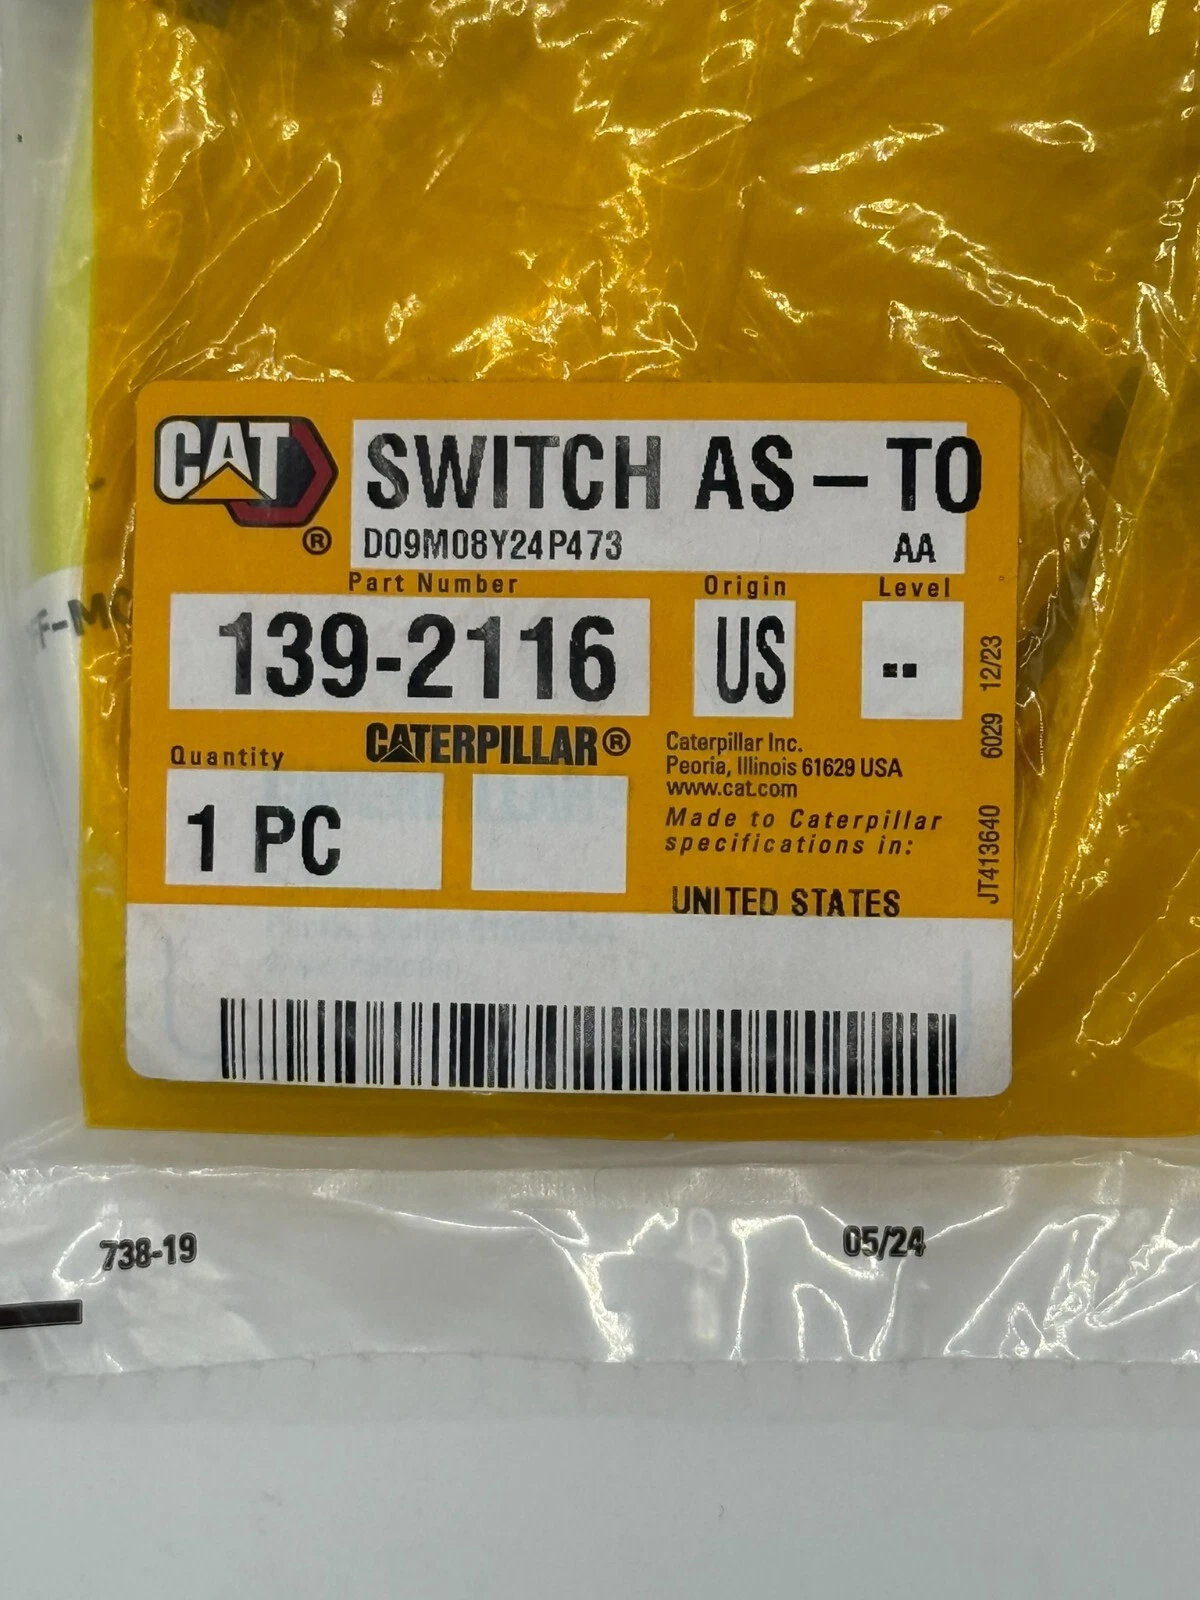 CAT
®
SWITCH AS – TO
D09M08Y24P473 AA
Part Number Origin Level
139-2116 US --
Quantity
CATERPILLAR®
1 PC
Caterpillar Inc.
Peoria, Illinois 61629 USA
www.cat.com
Made to Caterpillar
specifications in:
UNITED STATES
JT413640 6029 12/23
738-19 05/24